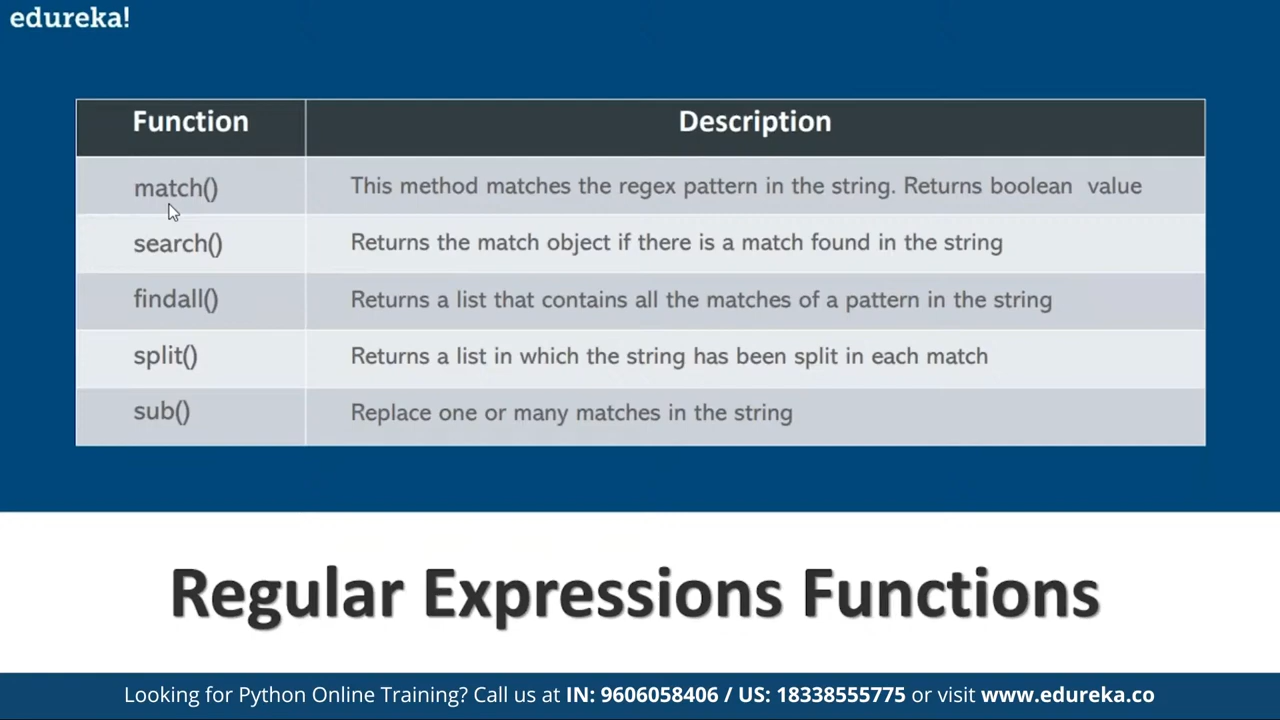 edureka!
Function Description
match() This method matches the regex pattern in the string. Returns boolean value
search() Returns the match object if there is a match found in the string
findall() Returns a list that contains all the matches of a pattern in the string
split() Returns a list in which the string has been split in each match
sub() Replace one or many matches in the string
Regular Expressions Functions
Looking for Python Online Training? Call us at IN: 9606058406 / US: 18338555775 or visit www.edureka.co